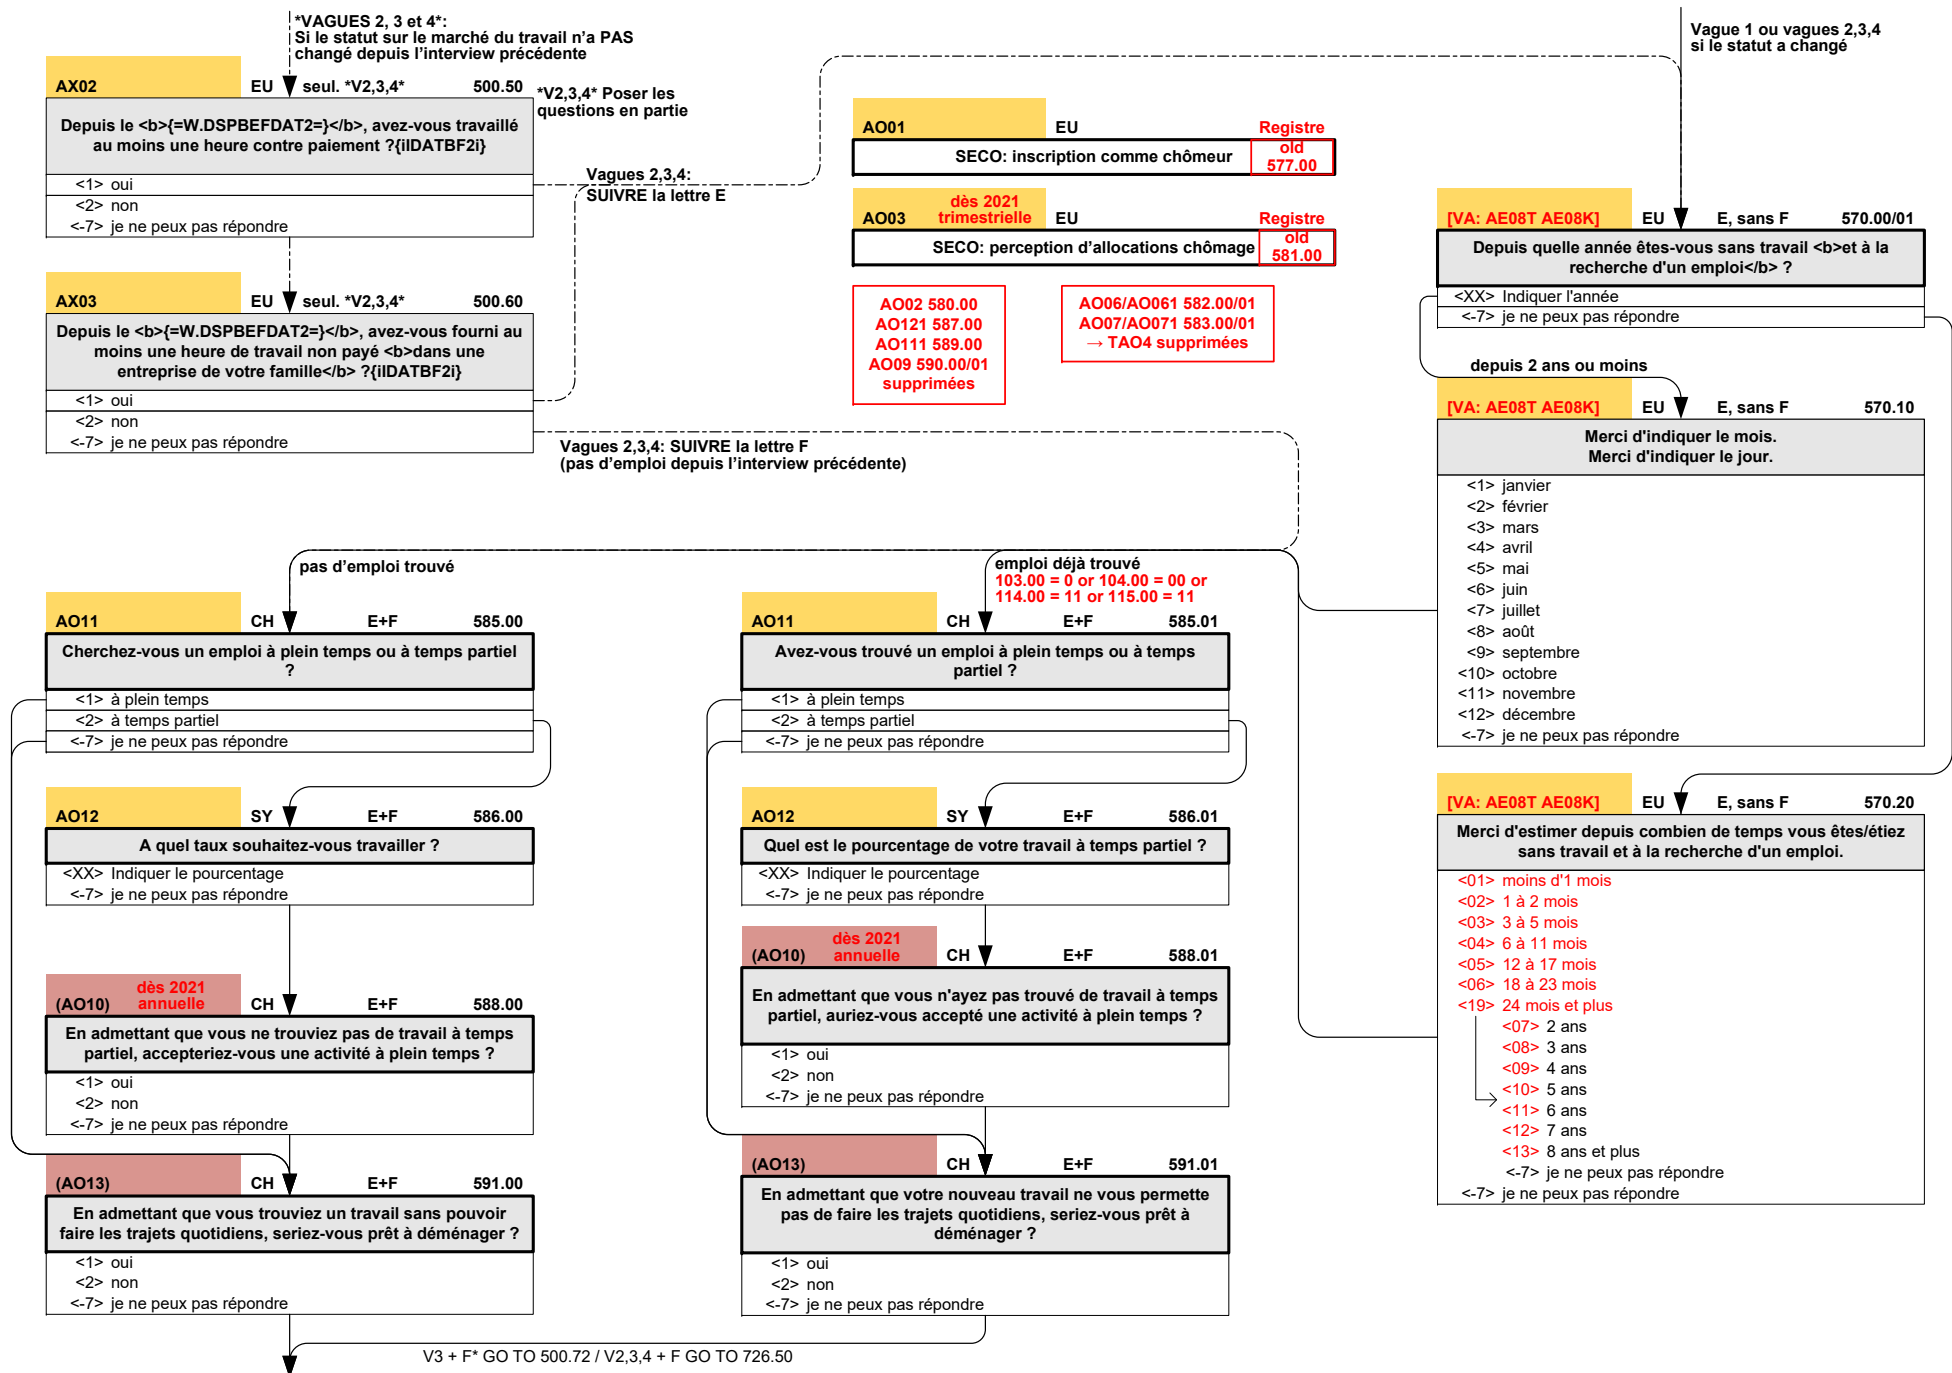 *VAGUES 2, 3 et 4*:
Si le statut sur le marché du travail n’a PAS
changé depuis l’interview précédente
AX02 EU seul. *V2,3,4* 500.50
Depuis le <b>{=W.DSPBEFDAT2=}</b>, avez-vous travaillé
au moins une heure contre paiement ?{iIDATBF2i}
<1> oui
<2> non
<-7> je ne peux pas répondre
*V2,3,4* Poser les
questions en partie
Vagues 2,3,4:
SUIVRE la lettre E
AX03 EU seul. *V2,3,4* 500.60
Depuis le <b>{=W.DSPBEFDAT2=}</b>, avez-vous fourni au
moins une heure de travail non payé <b>dans une
entreprise de votre famille</b> ?{iIDATBF2i}
<1> oui
<2> non
<-7> je ne peux pas répondre
Vagues 2,3,4: SUIVRE la lettre F
(pas d’emploi depuis l’interview précédente)
AO01 EU Registre
SECO: inscription comme chômeur
old
577.00
AO03 dès 2021
trimestrielle EU Registre
SECO: perception d’allocations chômage
old
581.00
AO02 580.00
AO121 587.00
AO111 589.00
AO09 590.00/01
supprimées
AO06/AO061 582.00/01
AO07/AO071 583.00/01
→ TAO4 supprimées
Vague 1 ou vagues 2,3,4
si le statut a changé
[VA: AE08T AE08K] EU E, sans F 570.00/01
Depuis quelle année êtes-vous sans travail <b>et à la
recherche d'un emploi</b> ?
<XX> Indiquer l'année
<-7> je ne peux pas répondre
depuis 2 ans ou moins
[VA: AE08T AE08K] EU E, sans F 570.10
Merci d'indiquer le mois.
Merci d'indiquer le jour.
<1> janvier
<2> février
<3> mars
<4> avril
<5> mai
<6> juin
<7> juillet
<8> août
<9> septembre
<10> octobre
<11> novembre
<12> décembre
<-7> je ne peux pas répondre
[VA: AE08T AE08K] EU E, sans F 570.20
Merci d'estimer depuis combien de temps vous êtes/étiez
sans travail et à la recherche d'un emploi.
<01> moins d'1 mois
<02> 1 à 2 mois
<03> 3 à 5 mois
<04> 6 à 11 mois
<05> 12 à 17 mois
<06> 18 à 23 mois
<19> 24 mois et plus
<07> 2 ans
<08> 3 ans
<09> 4 ans
<10> 5 ans
<11> 6 ans
<12> 7 ans
<13> 8 ans et plus
<-7> je ne peux pas répondre
<-7> je ne peux pas répondre
pas d’emploi trouvé
AO11 CH E+F 585.00
Cherchez-vous un emploi à plein temps ou à temps partiel
?
<1> à plein temps
<2> à temps partiel
<-7> je ne peux pas répondre
AO12 SY E+F 586.00
A quel taux souhaitez-vous travailler ?
<XX> Indiquer le pourcentage
<-7> je ne peux pas répondre
(AO10) dès 2021
annuelle CH E+F 588.00
En admettant que vous ne trouviez pas de travail à temps
partiel, accepteriez-vous une activité à plein temps ?
<1> oui
<2> non
<-7> je ne peux pas répondre
(AO13) CH E+F 591.00
En admettant que vous trouviez un travail sans pouvoir
faire les trajets quotidiens, seriez-vous prêt à déménager ?
<1> oui
<2> non
<-7> je ne peux pas répondre
emploi déjà trouvé
103.00 = 0 or 104.00 = 00 or
114.00 = 11 or 115.00 = 11
AO11 CH E+F 585.01
Avez-vous trouvé un emploi à plein temps ou à temps
partiel ?
<1> à plein temps
<2> à temps partiel
<-7> je ne peux pas répondre
AO12 SY E+F 586.01
Quel est le pourcentage de votre travail à temps partiel ?
<XX> Indiquer le pourcentage
<-7> je ne peux pas répondre
(AO10) dès 2021
annuelle CH E+F 588.01
En admettant que vous n'ayez pas trouvé de travail à temps
partiel, auriez-vous accepté une activité à plein temps ?
<1> oui
<2> non
<-7> je ne peux pas répondre
(AO13) CH E+F 591.01
En admettant que votre nouveau travail ne vous permette
pas de faire les trajets quotidiens, seriez-vous prêt à
déménager ?
<1> oui
<2> non
<-7> je ne peux pas répondre
V3 + F* GO TO 500.72 / V2,3,4 + F GO TO 726.50